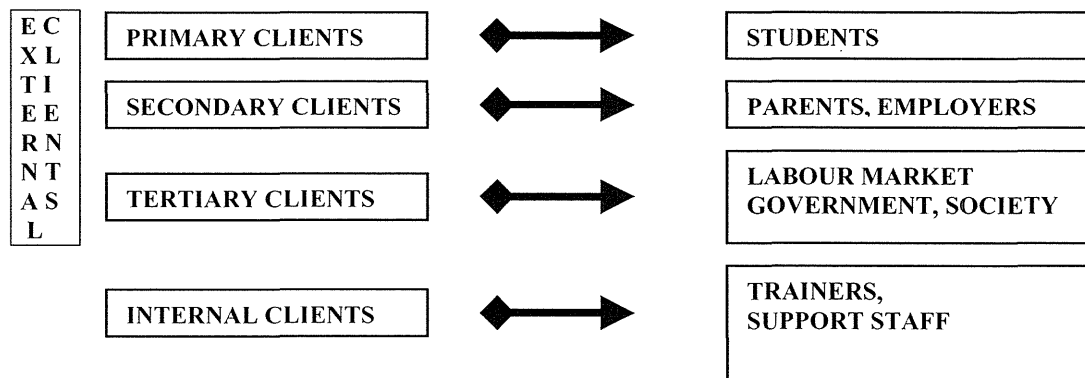 EXTERNAL
CLIENTS
PRIMARY CLIENTS
STUDENTS
SECONDARY CLIENTS
PARENTS, EMPLOYERS
TERTIARY CLIENTS
LABOUR MARKET
GOVERNMENT, SOCIETY
INTERNAL CLIENTS
TRAINERS,
SUPPORT STAFF